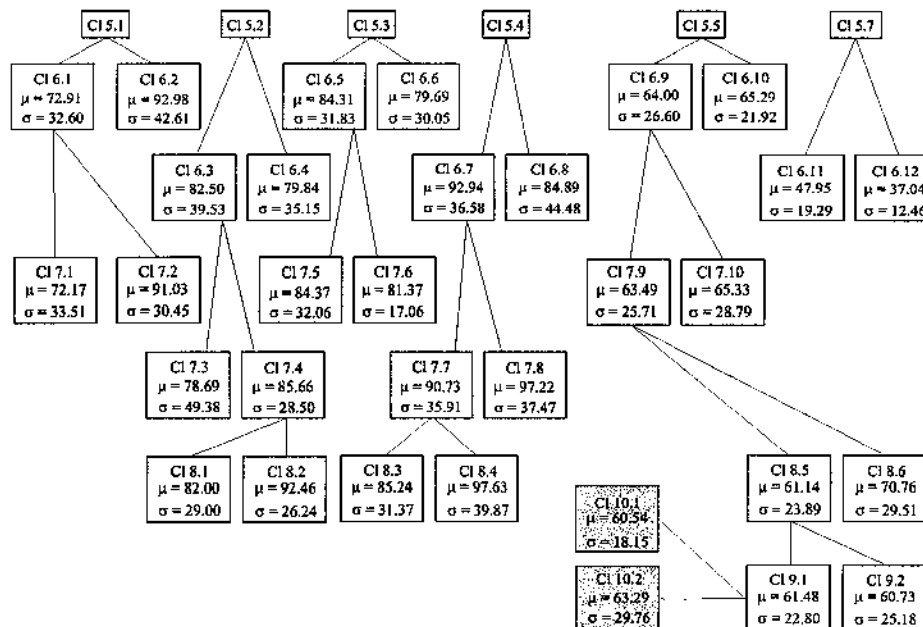 Cl 5.1
Cl 5.2
Cl 5.3
Cl 5.4
Cl 5.5
Cl 5.7
Cl 6.1
μ = 72.91
σ = 32.60
Cl 6.2
μ = 92.98
σ = 42.61
Cl 6.5
μ = 84.31
σ = 31.83
Cl 6.6
μ = 79.69
σ = 30.05
Cl 6.9
μ = 64.00
σ = 26.60
Cl 6.10
μ = 65.29
σ = 21.92
Cl 6.3
μ = 82.50
σ = 39.53
Cl 6.4
μ = 79.84
σ = 35.15
Cl 6.7
μ = 92.94
σ = 36.58
Cl 6.8
μ = 84.89
σ = 44.48
Cl 6.11
μ = 47.95
σ = 19.29
Cl 6.12
μ = 37.04
σ = 12.46
Cl 7.1
μ = 72.17
σ = 33.51
Cl 7.2
μ = 91.03
σ = 30.45
Cl 7.5
μ = 84.37
σ = 32.06
Cl 7.6
μ = 81.37
σ = 17.06
Cl 7.9
μ = 63.49
σ = 25.71
Cl 7.10
μ = 65.33
σ = 28.79
Cl 7.3
μ = 78.69
σ = 49.38
Cl 7.4
μ = 85.66
σ = 28.50
Cl 7.7
μ = 90.73
σ = 35.91
Cl 7.8
μ = 97.22
σ = 37.47
Cl 8.1
μ = 82.00
σ = 29.00
Cl 8.2
μ = 92.46
σ = 26.24
Cl 8.3
μ = 85.24
σ = 31.37
Cl 8.4
μ = 97.63
σ = 39.87
Cl 8.5
μ = 61.14
σ = 23.89
Cl 8.6
μ = 70.76
σ = 29.51
Cl 10.1
μ = 60.54
σ = 18.15
Cl 10.2
μ = 63.29
σ = 29.76
Cl 9.1
μ = 61.48
σ = 22.80
Cl 9.2
μ = 60.73
σ = 25.18